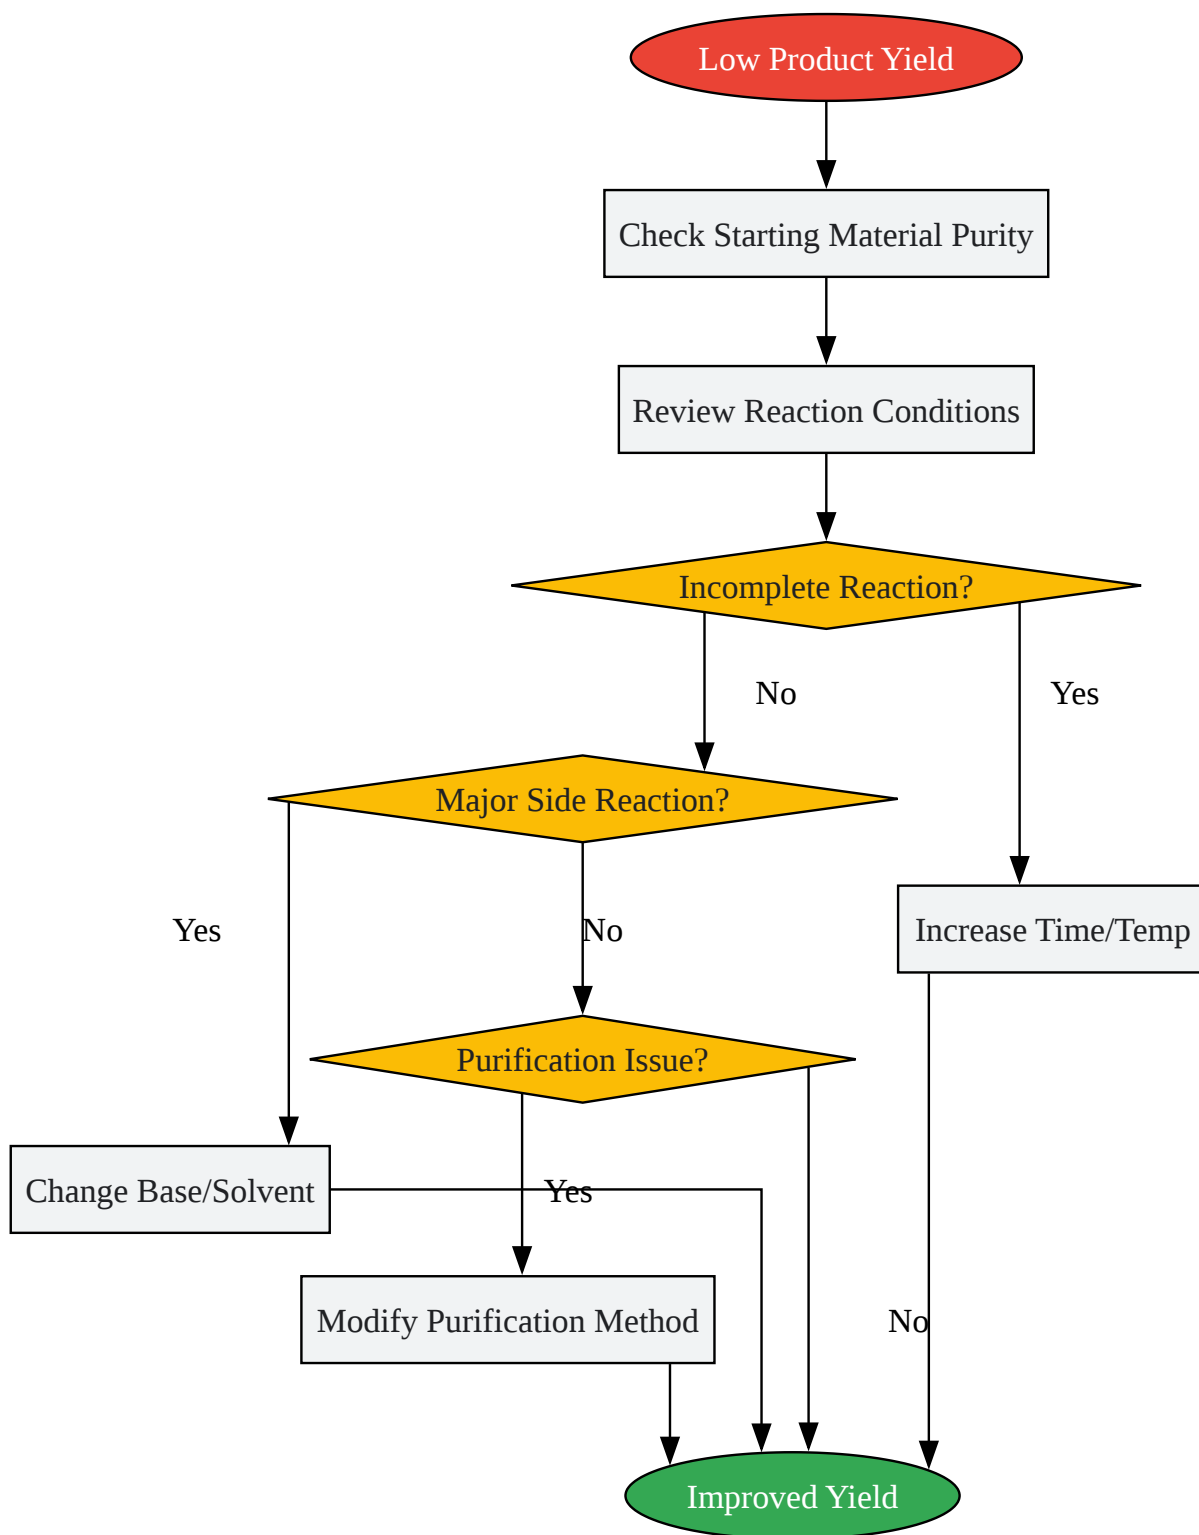 Low Product Yield
Check Starting Material Purity
Review Reaction Conditions
Incomplete Reaction?
No
Yes
Major Side Reaction?
Yes
No
Increase Time/Temp
Purification Issue?
Change Base/Solvent
Yes
Modify Purification Method
No
Improved Yield